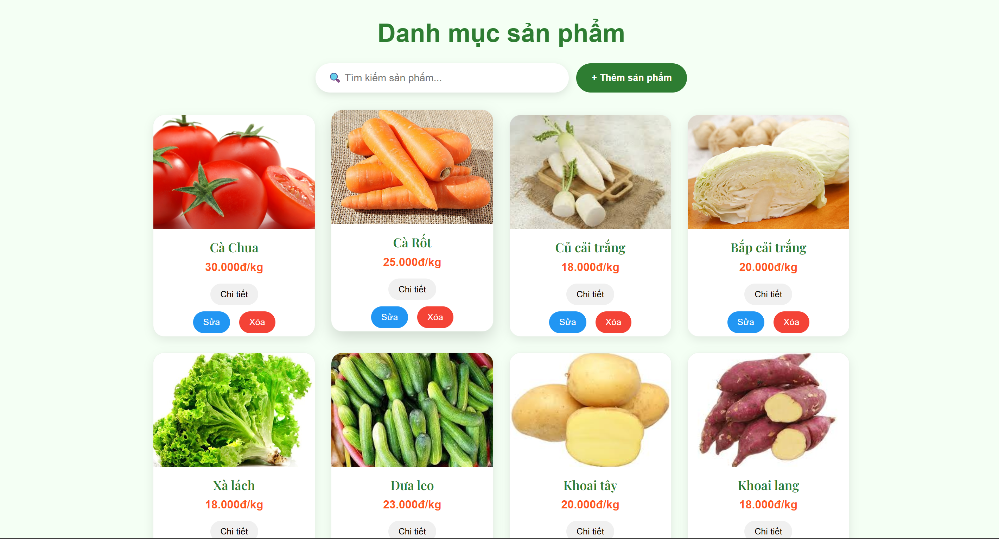 Danh mục sản phẩm
🔍 Tìm kiếm sản phẩm...
+ Thêm sản phẩm
Cà Chua
30.000đ/kg
Chi tiết
Sửa Xóa
Cà Rốt
25.000đ/kg
Chi tiết
Sửa Xóa
Củ cải trắng
18.000đ/kg
Chi tiết
Sửa Xóa
Bắp cải trắng
20.000đ/kg
Chi tiết
Sửa Xóa
Xà lách
18.000đ/kg
Chi tiết
Dưa leo
23.000đ/kg
Chi tiết
Khoai tây
20.000đ/kg
Chi tiết
Khoai lang
18.000đ/kg
Chi tiết